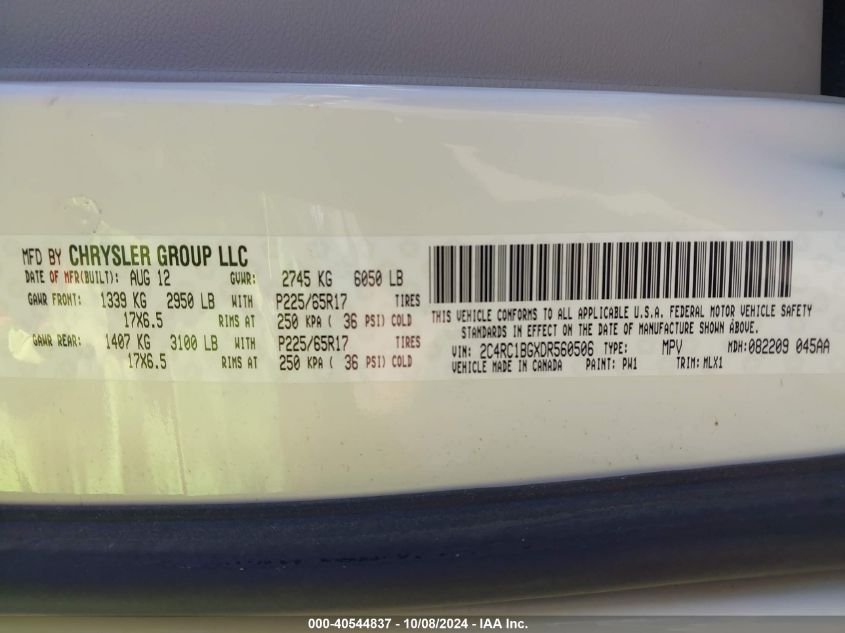 MFD BY CHRYSLER GROUP LLC
DATE OF MFR(BUILT): AUG 12 GVWR: 2745 KG 6050 LB
GAWR FRONT: 1339 KG 2950 LB WITH P225/65R17 TIRES
17X6.5 RIMS AT 250 KPA ( 36 PSI) COLD
GAWR REAR: 1407 KG 3100 LB WITH P225/65R17 TIRES
17X6.5 RIMS AT 250 KPA ( 36 PSI) COLD
THIS VEHICLE CONFORMS TO ALL APPLICABLE U.S.A. FEDERAL MOTOR VEHICLE SAFETY
STANDARDS IN EFFECT ON THE DATE OF MANUFACTURE SHOWN ABOVE.
VIN: 2C4RC1BGXDR560506 TYPE: MPV MDH:082209 045AA
VEHICLE MADE IN CANADA PAINT: PW1 TRIM: MLX1
000-40544837 - 10/08/2024 - IAA Inc.